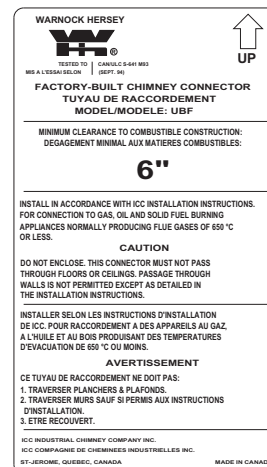 WARNOCK HERSEY
®
UP
TESTED TO CAN/ULC S-641 M93
MIS A L'ESSAI SELON (SEPT. 94)
FACTORY-BUILT CHIMNEY CONNECTOR
TUYAU DE RACCORDEMENT
MODEL/MODELE: UBF
MINIMUM CLEARANCE TO COMBUSTIBLE CONSTRUCTION:
DEGAGEMENT MINIMAL AUX MATIERES COMBUSTIBLES:
6"
INSTALL IN ACCORDANCE WITH ICC INSTALLATION INSTRUCTIONS.
FOR CONNECTION TO GAS, OIL AND SOLID FUEL BURNING
APPLIANCES NORMALLY PRODUCING FLUE GASES OF 650 °C
OR LESS.
CAUTION
DO NOT ENCLOSE. THIS CONNECTOR MUST NOT PASS
THROUGH FLOORS OR CEILINGS. PASSAGE THROUGH
WALLS IS NOT PERMITTED EXCEPT AS DETAILED IN
THE INSTALLATION INSTRUCTIONS.
INSTALLER SELON LES INSTRUCTIONS D'INSTALLATION
DE ICC. POUR RACCORDEMENT A DES APPAREILS AU GAZ,
A L'HUILE ET AU BOIS PRODUISANT DES TEMPERATURES
D'EVACUATION DE 650 °C OU MOINS.
AVERTISSEMENT
CE TUYAU DE RACCORDEMENT NE DOIT PAS:
1. TRAVERSER PLANCHERS & PLAFONDS.
2. TRAVERSER MURS SAUF SI PERMIS AUX INSTRUCTIONS
D'INSTALLATION.
3. ETRE RECOUVERT.
ICC INDUSTRIAL CHIMNEY COMPANY INC.
ICC COMPAGNIE DE CHEMINEES INDUSTRIELLES INC.
ST-JEROME, QUEBEC, CANADA MADE IN CANADA